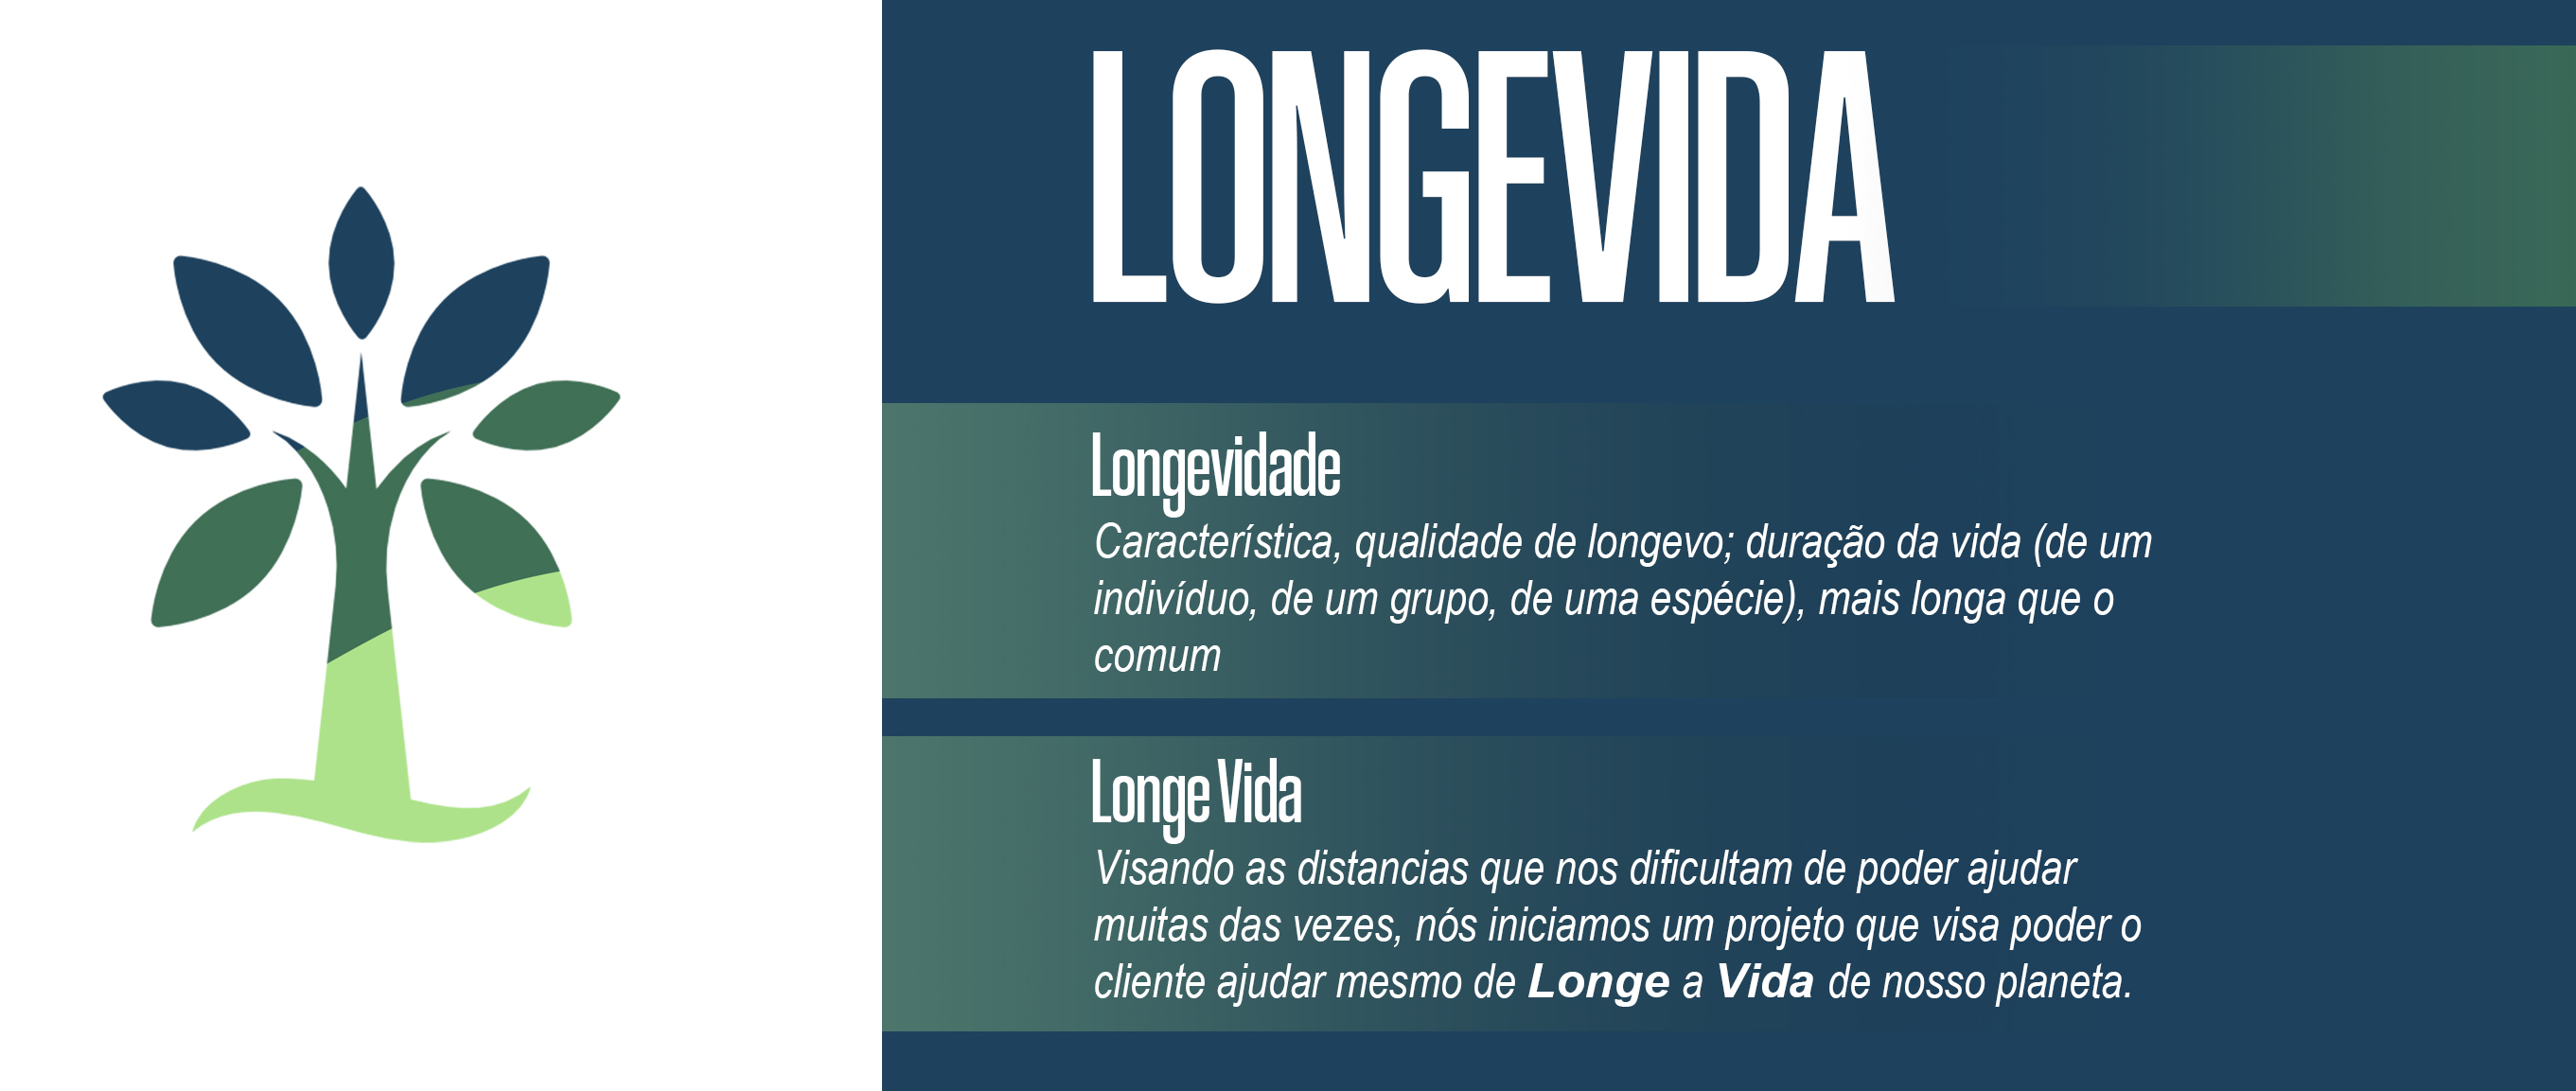 LONGEVIDA
Longevidade
Característica, qualidade de longevo; duração da vida (de um
indivíduo, de um grupo, de uma espécie), mais longa que o
comum
Longe Vida
Visando as distancias que nos dificultam de poder ajudar
muitas das vezes, nós iniciamos um projeto que visa poder o
cliente ajudar mesmo de Longe a Vida de nosso planeta.